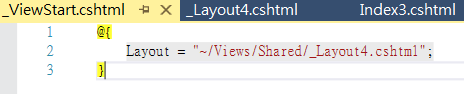 _ViewStart.cshtml _Layout4.cshtml Index3.cshtml
1 @{
2 Layout = "~/Views/Shared/_Layout4.cshtml";
3 }